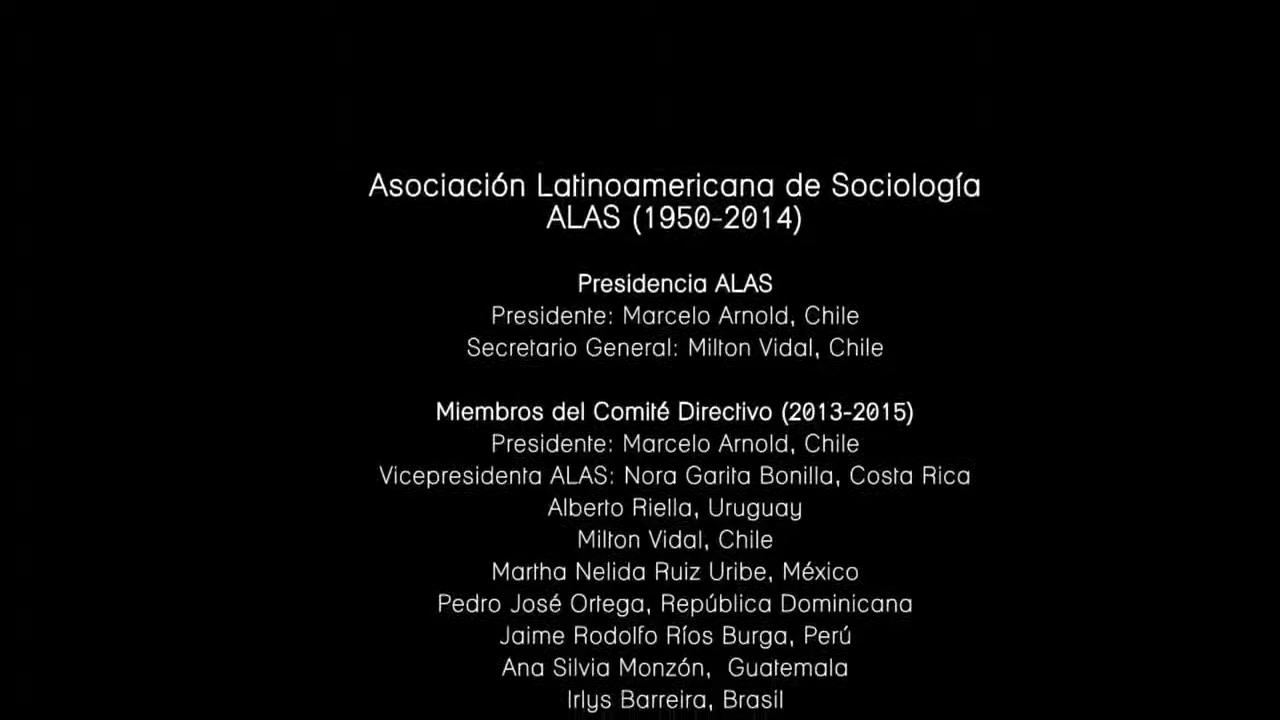 Asociación Latinoamericana de Sociología
ALAS (1950-2014)
Presidencia ALAS
Presidente: Marcelo Arnold, Chile
Secretario General: Milton Vidal, Chile
Miembros del Comité Directivo (2013-2015)
Presidente: Marcelo Arnold, Chile
Vicepresidenta ALAS: Nora Garita Bonilla, Costa Rica
Alberto Riella, Uruguay
Milton Vidal, Chile
Martha Nelida Ruiz Uribe, México
Pedro José Ortega, República Dominicana
Jaime Rodolfo Ríos Burga, Perú
Ana Silvia Monzón,  Guatemala
Irlys Barreira, Brasil